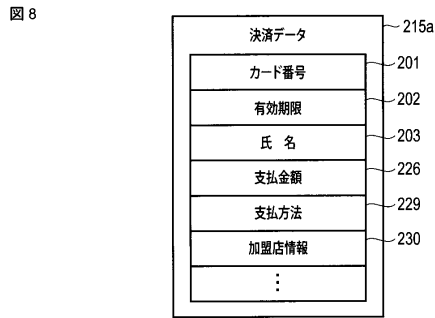 図8
決済データ 215a
カード番号 201
有効期限 202
氏 名 203
支払金額 226
支払方法 229
加盟店情報 230
⋮